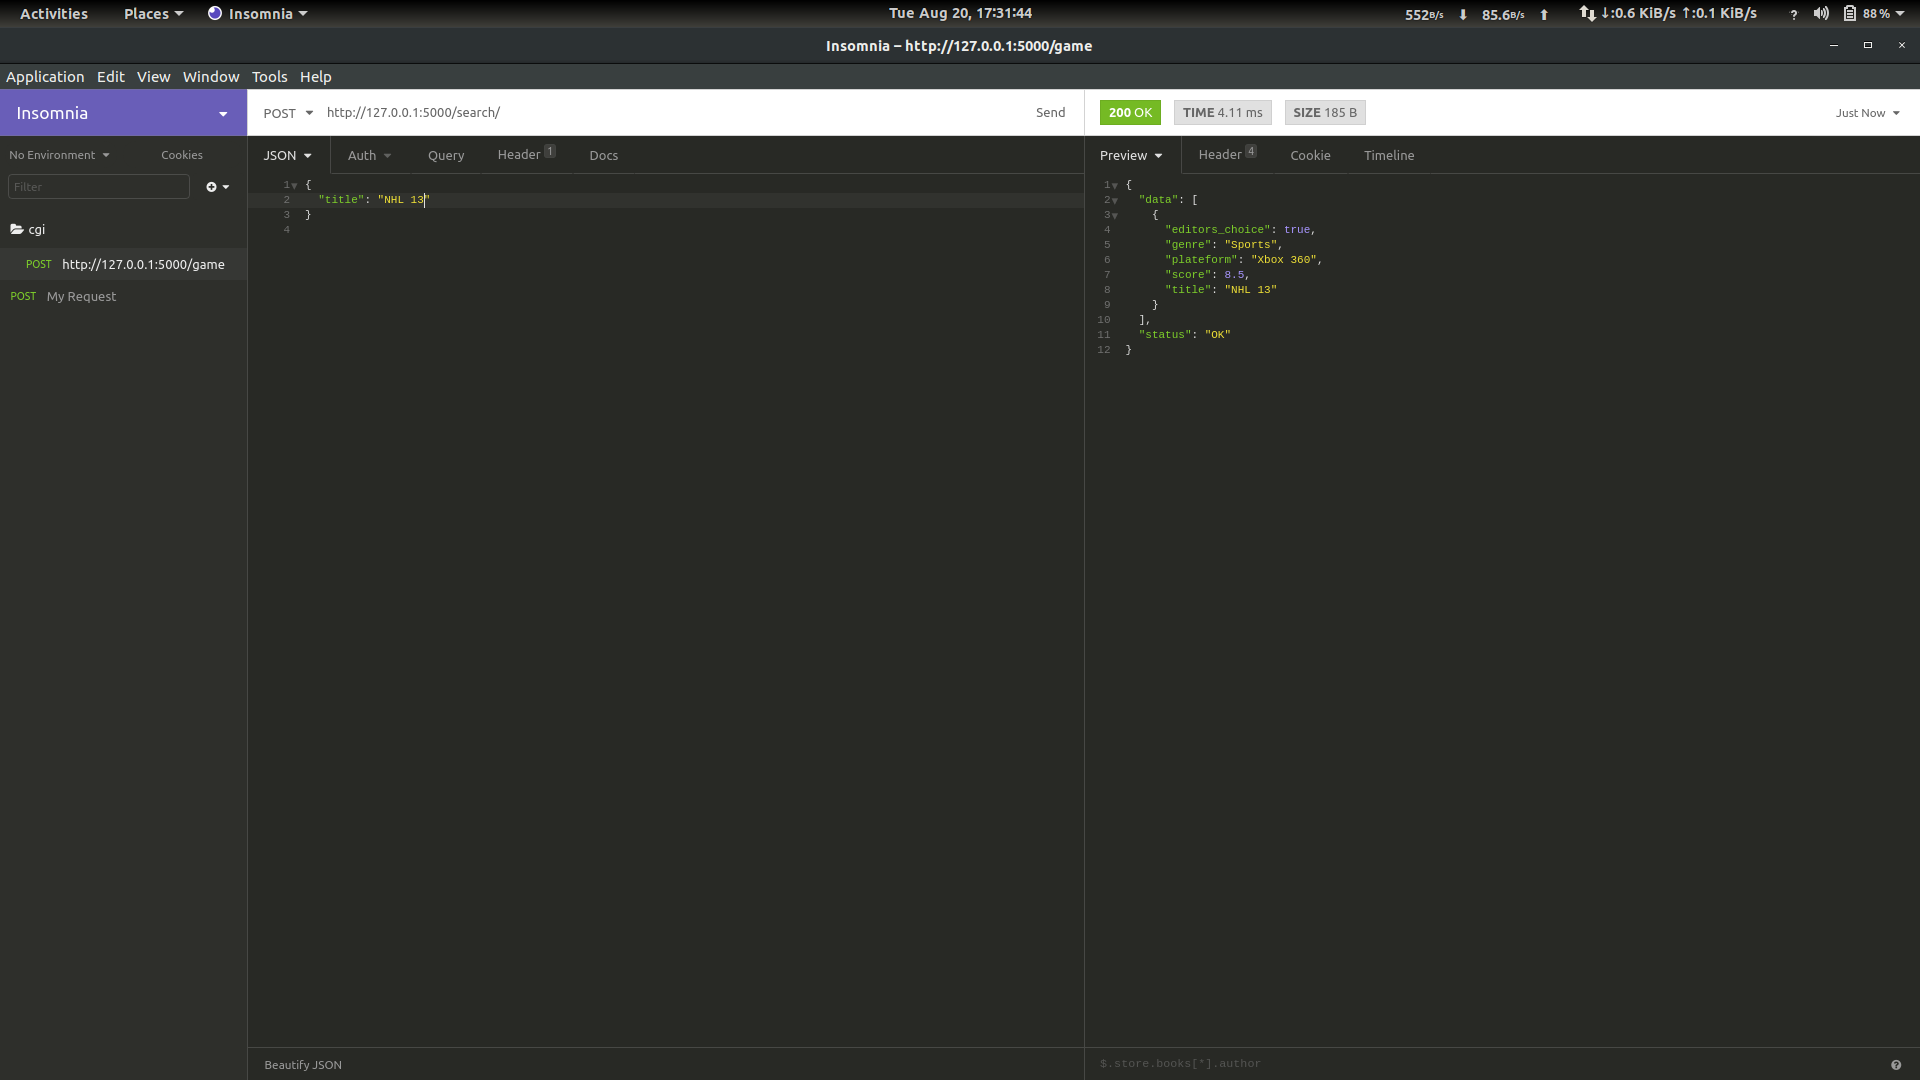 Activities Places Insomnia Tue Aug 20, 17:31:44 552B/s ⬇ 85.6B/s ⬆ ↓:0.6 KiB/s ↑:0.1 KiB/s ? 88 %
Insomnia – http://127.0.0.1:5000/game
Application Edit View Window Tools Help
Insomnia
POST http://127.0.0.1:5000/search/ Send
200 OK TIME 4.11 ms SIZE 185 B Just Now
No Environment Cookies
Filter
cgi
POST http://127.0.0.1:5000/game
POST My Request
JSON Auth Query Header 1 Docs
1 {
2 "title": "NHL 13"
3 }
4
Beautify JSON
Preview Header 4 Cookie Timeline
1 {
2 "data": [
3 {
4 "editors_choice": true,
5 "genre": "Sports",
6 "plateform": "Xbox 360",
7 "score": 8.5,
8 "title": "NHL 13"
9 }
10 ],
11 "status": "OK"
12 }
$.store.books[*].author